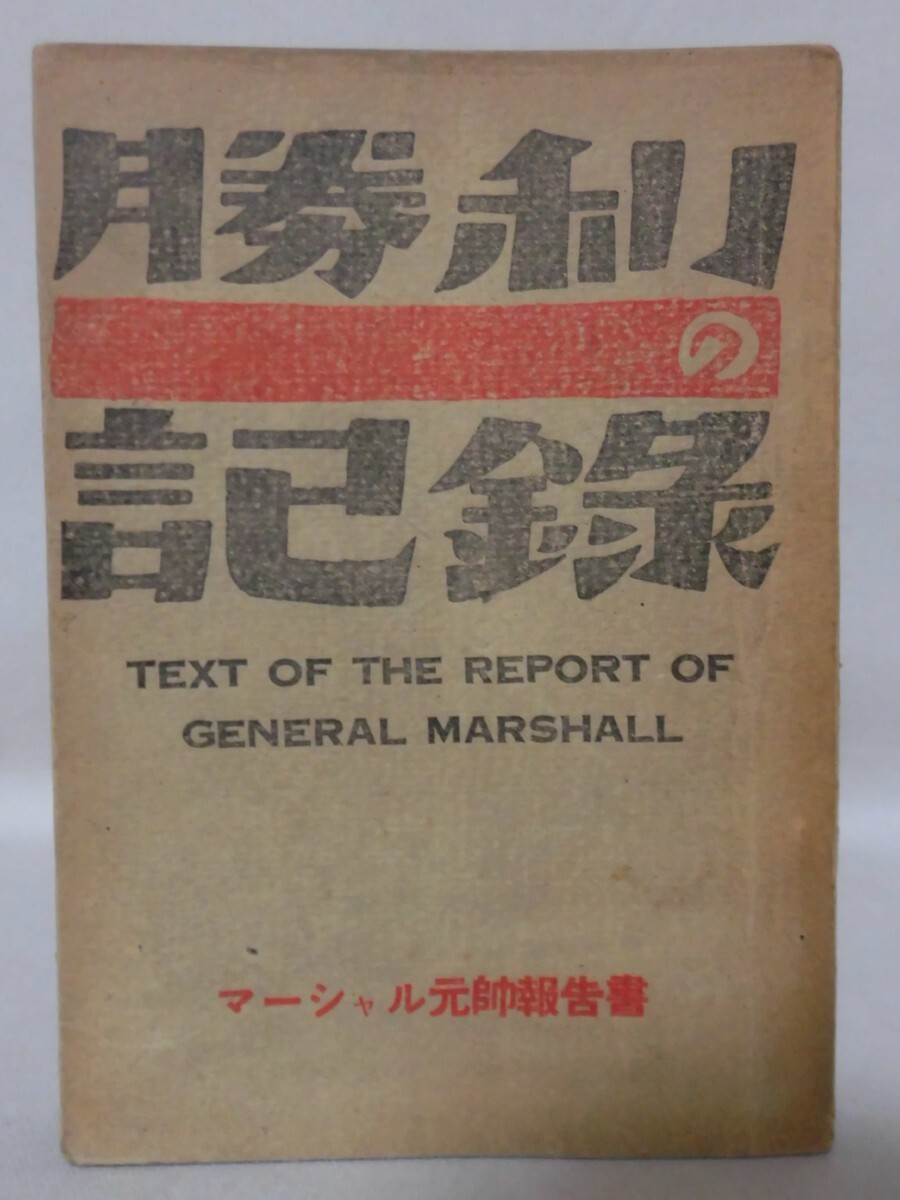 勝利
の
記錄
TEXT OF THE REPORT OF
GENERAL MARSHALL
マーシャル元帥報告書